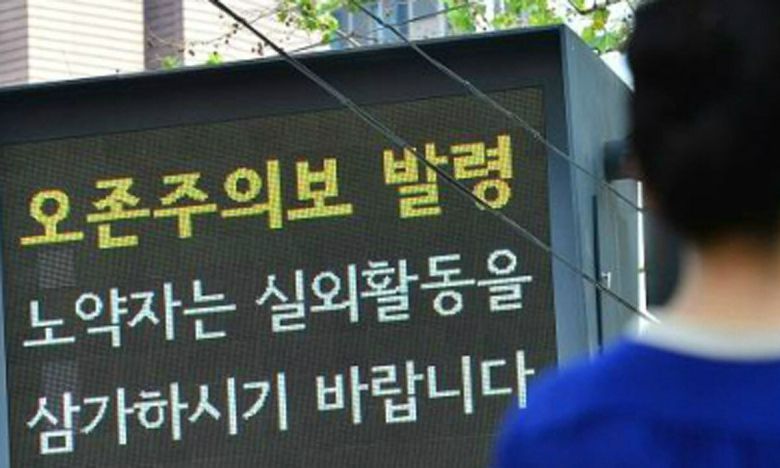 오존주의보 발령
노약자는 실외활동을
삼가하시기 바랍니다